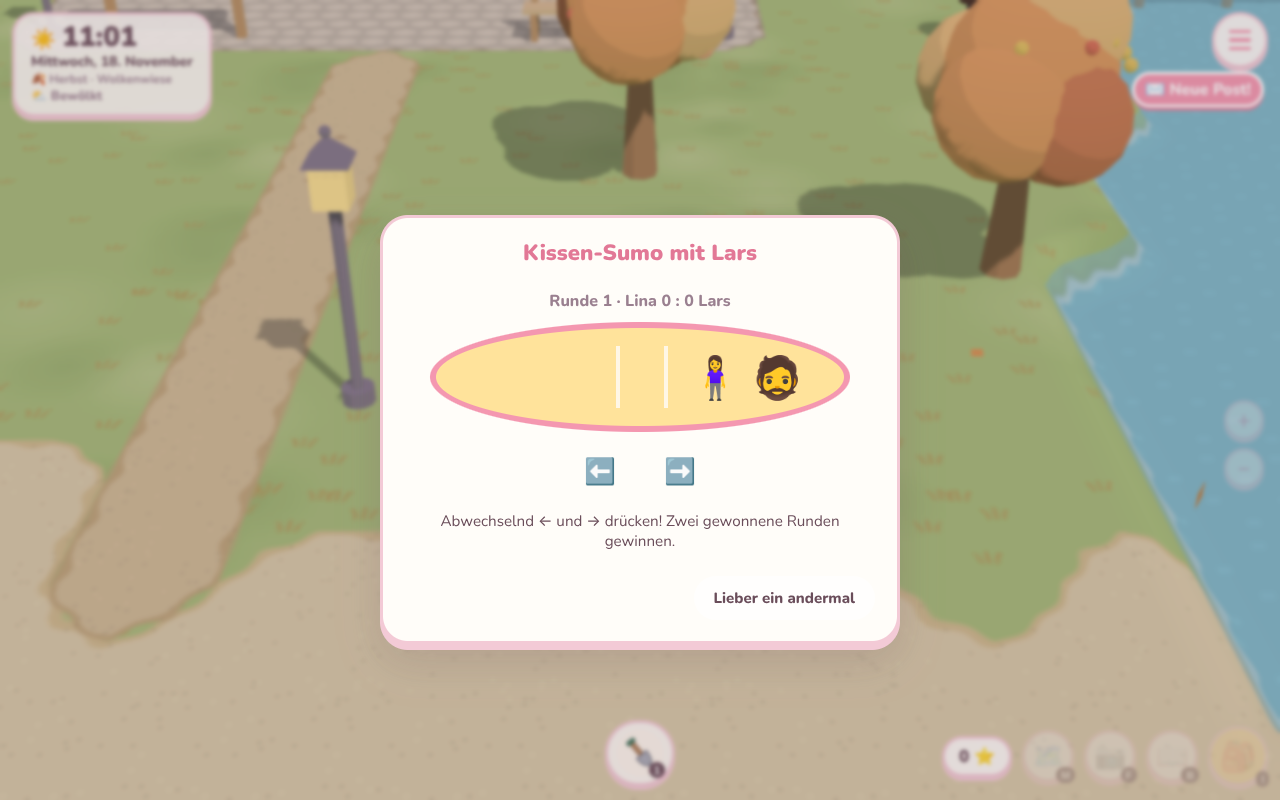 11:01
Mittwoch, 18. November
Herbst · Wolkenwiese
Bewölkt
Neue Post!
Kissen-Sumo mit Lars
Runde 1 · Lina 0 : 0 Lars
Abwechselnd ← und → drücken! Zwei gewonnene Runden
gewinnen.
Lieber ein andermal
0